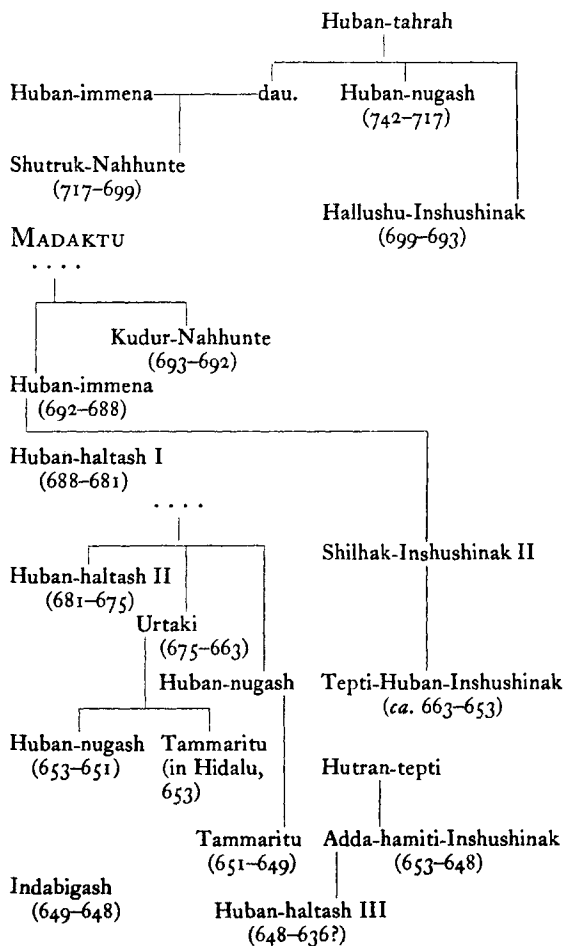 Huban-tahrah
Huban-immena dau. Huban-nugash
(742–717)
Shutruk-Nahhunte
(717–699)
Hallushu-Inshushinak
(699–693)
MADAKTU
. . . .
Kudur-Nahhunte
(693–692)
Huban-immena
(692–688)
Huban-haltash I
(688–681)
. . . .
Shilhak-Inshushinak II
Huban-haltash II
(681–675)
Urtaki
(675–663)
Huban-nugash Tepti-Huban-Inshushinak
(ca. 663–653)
Huban-nugash Tammaritu
(653–651) (in Hidalu,
653)
Hutran-tepti
Tammaritu Adda-hamiti-Inshushinak
(651–649) (653–648)
Indabigash
(649–648)
Huban-haltash III
(648–636?)